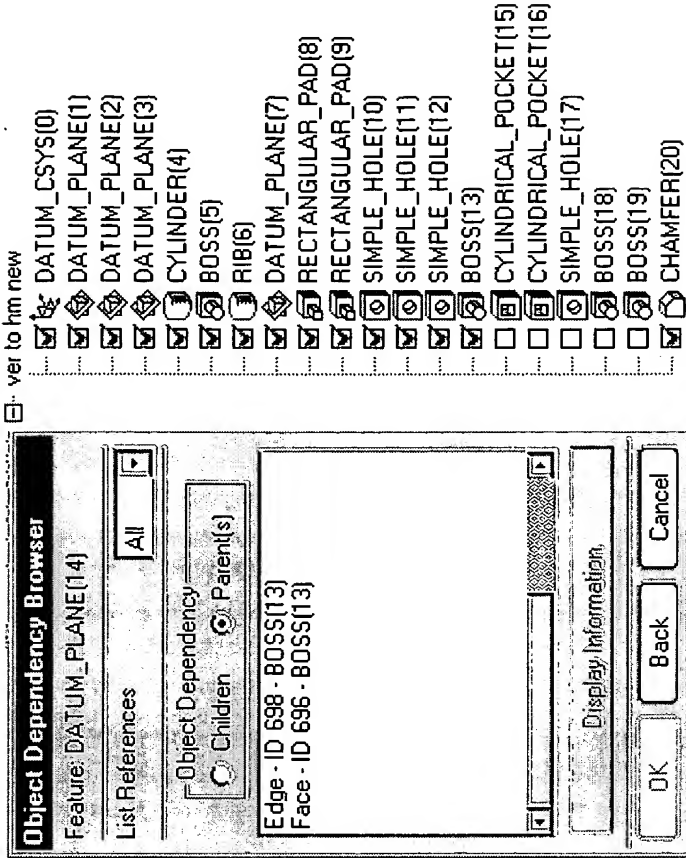 Object Dependency Browser
Feature: DATUM_PLANE(14)
List References
All
Object Dependency
Children
Parent(s)
Edge - ID 698 - BOSS(13)
Face - ID 696 - BOSS(13)
Display Information,
OK
Back
Cancel
ver to hm new
DATUM_CSYS(0)
DATUM_PLANE(1)
DATUM_PLANE(2)
DATUM_PLANE(3)
CYLINDER(4)
BOSS(5)
RIB(6)
DATUM_PLANE(7)
RECTANGULAR_PAD(8)
RECTANGULAR_PAD(9)
SIMPLE_HOLE(10)
SIMPLE_HOLE(11)
SIMPLE_HOLE(12)
BOSS(13)
CYLINDRICAL_POCKET(15)
CYLINDRICAL_POCKET(16)
SIMPLE_HOLE(17)
BOSS(18)
BOSS(19)
CHAMFER(20)